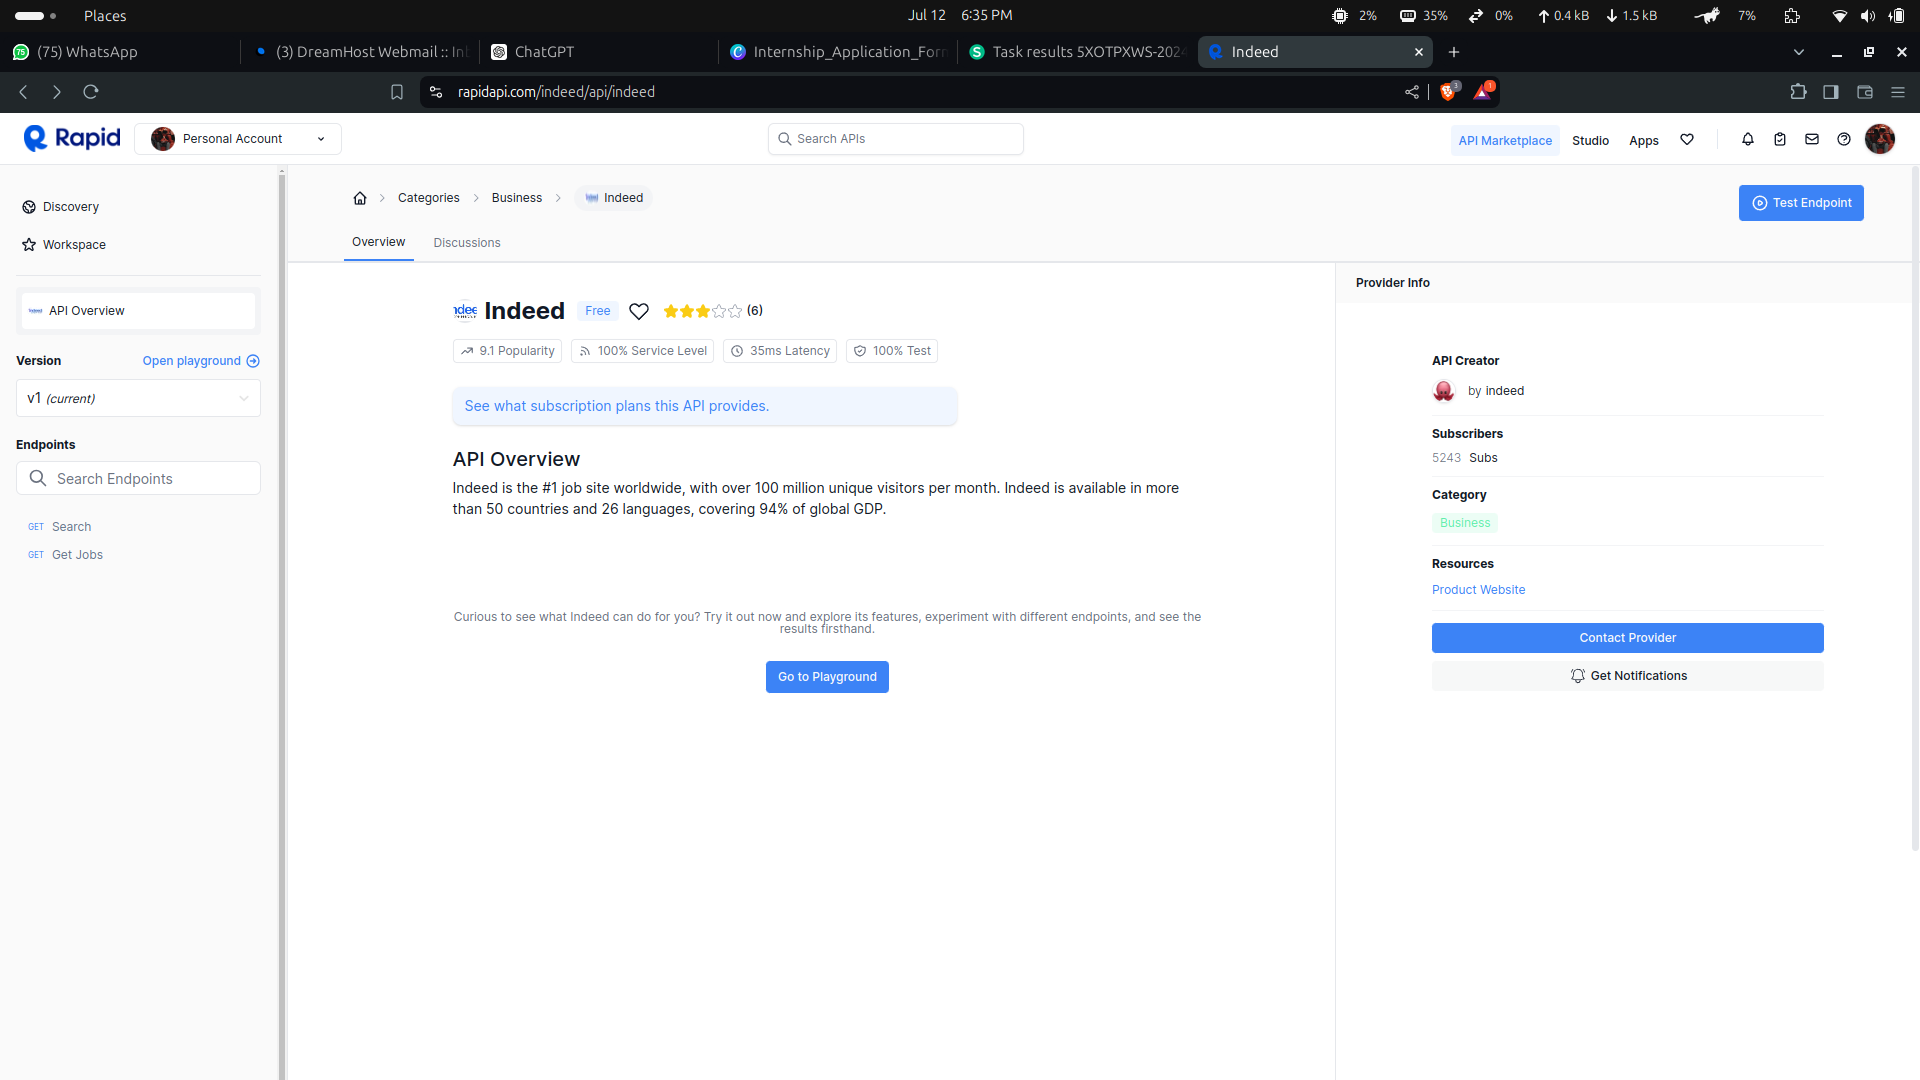 Places
Jul 12 6:35 PM
2% 35% 0% 0.4 kB 1.5 kB 7%
75 (75) WhatsApp
(3) DreamHost Webmail :: In
ChatGPT
Internship_Application_For
Task results 5XOTPXWS-2024
Indeed
rapidapi.com/indeed/api/indeed
3
1
Rapid
Personal Account
Search APIs
API Marketplace
Studio
Apps
Discovery
Workspace
API Overview
Version
Open playground
v1 (current)
Endpoints
Search Endpoints
GET Search
GET Get Jobs
Categories
Business
Indeed
Test Endpoint
Overview
Discussions
Indeed
Free
(6)
9.1 Popularity
100% Service Level
35ms Latency
100% Test
See what subscription plans this API provides.
API Overview
Indeed is the #1 job site worldwide, with over 100 million unique visitors per month. Indeed is available in more
than 50 countries and 26 languages, covering 94% of global GDP.
Curious to see what Indeed can do for you? Try it out now and explore its features, experiment with different endpoints, and see the
results firsthand.
Go to Playground
Provider Info
API Creator
by indeed
Subscribers
5243 Subs
Category
Business
Resources
Product Website
Contact Provider
Get Notifications